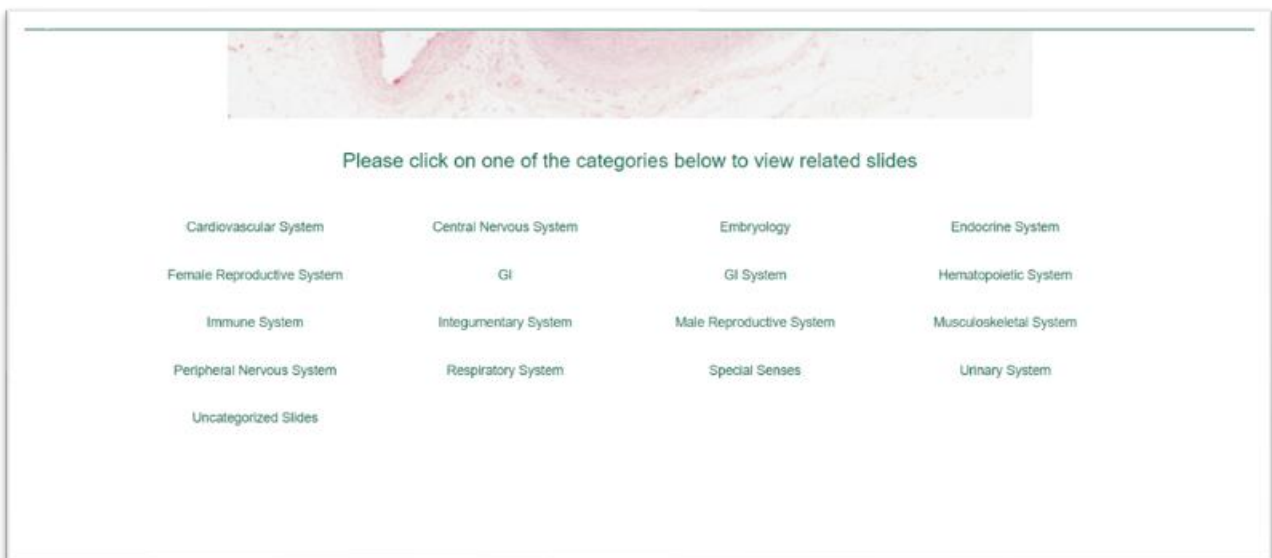 Please click on one of the categories below to view related slides
Cardiovascular System Central Nervous System Embryology Endocrine System
Female Reproductive System GI GI System Hematopoietic System
Immune System Integumentary System Male Reproductive System Musculoskeletal System
Peripheral Nervous System Respiratory System Special Senses Urinary System
Uncategorized Slides